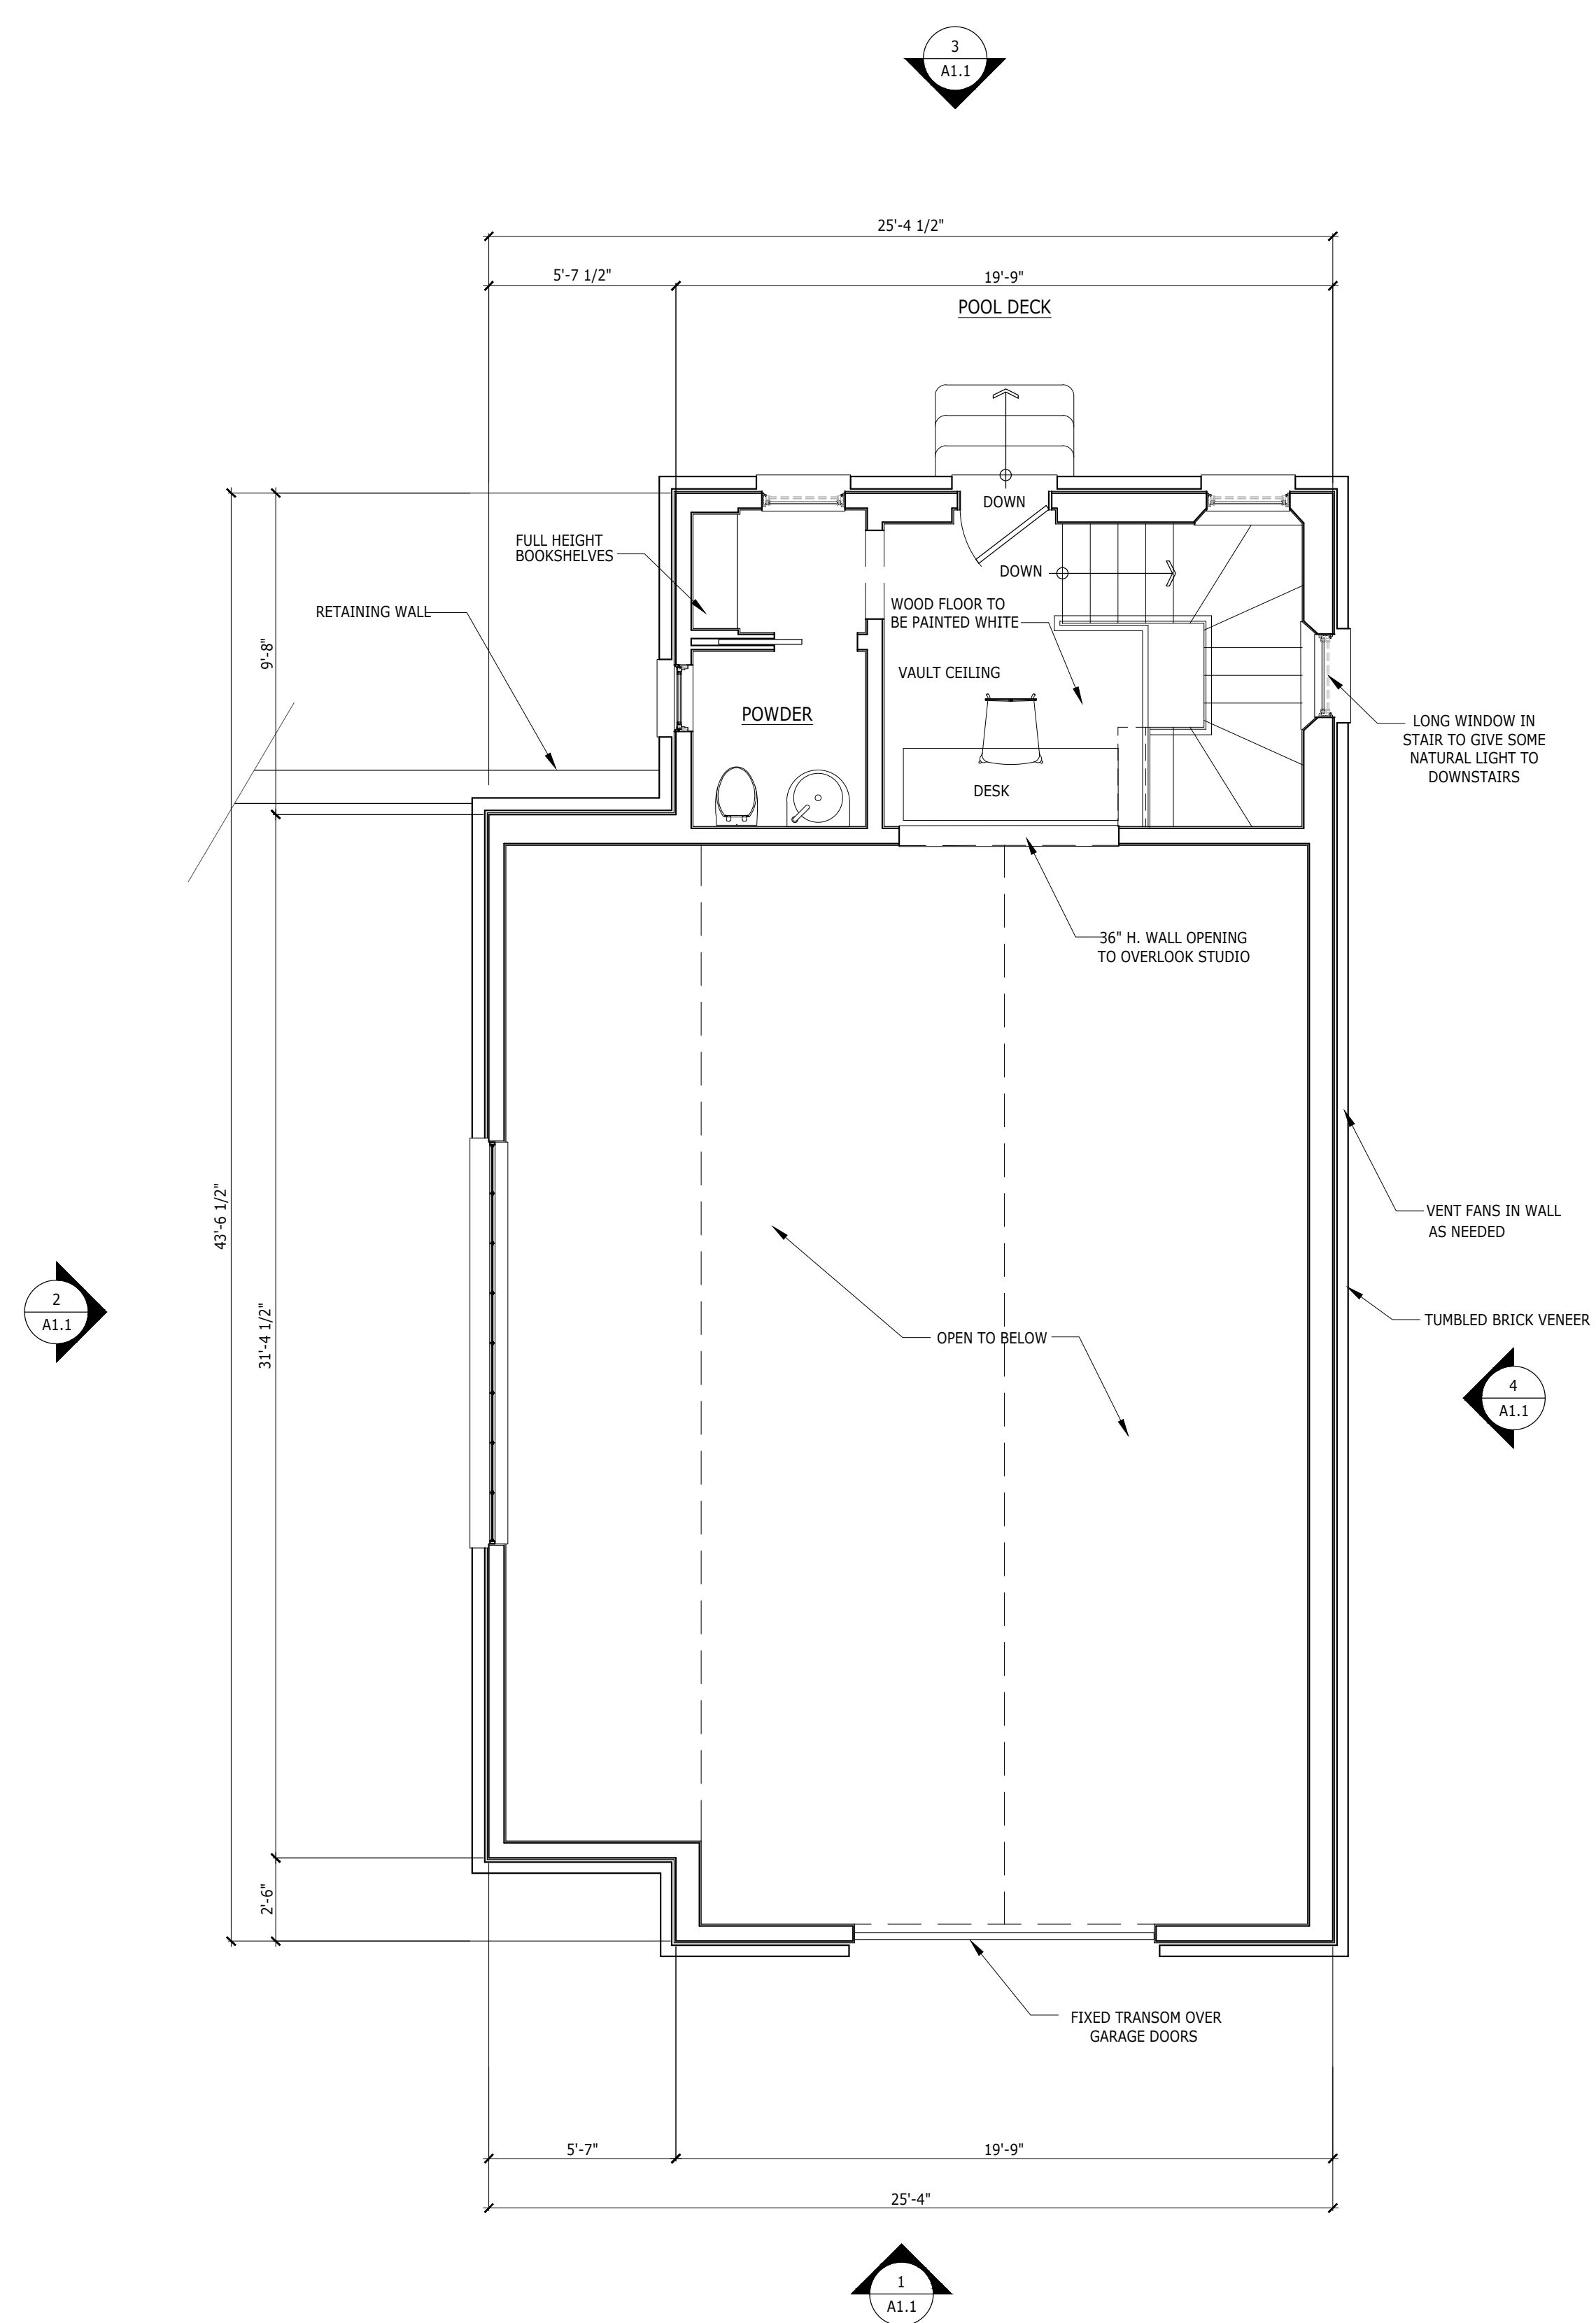 3
A1.1
25'-4 1/2"
5'-7 1/2"
19'-9"
POOL DECK
DOWN
FULL HEIGHT
BOOKSHELVES
DOWN
RETAINING WALL
WOOD FLOOR TO
BE PAINTED WHITE
9'-8"
VAULT CEILING
POWDER
LONG WINDOW IN
STAIR TO GIVE SOME
NATURAL LIGHT TO
DOWNSTAIRS
DESK
36" H. WALL OPENING
TO OVERLOOK STUDIO
43'-6 1/2"
VENT FANS IN WALL
AS NEEDED
2
A1.1
31'-4 1/2"
OPEN TO BELOW
TUMBLED BRICK VENEER
4
A1.1
2'-6"
FIXED TRANSOM OVER
GARAGE DOORS
5'-7"
19'-9"
25'-4"
1
A1.1